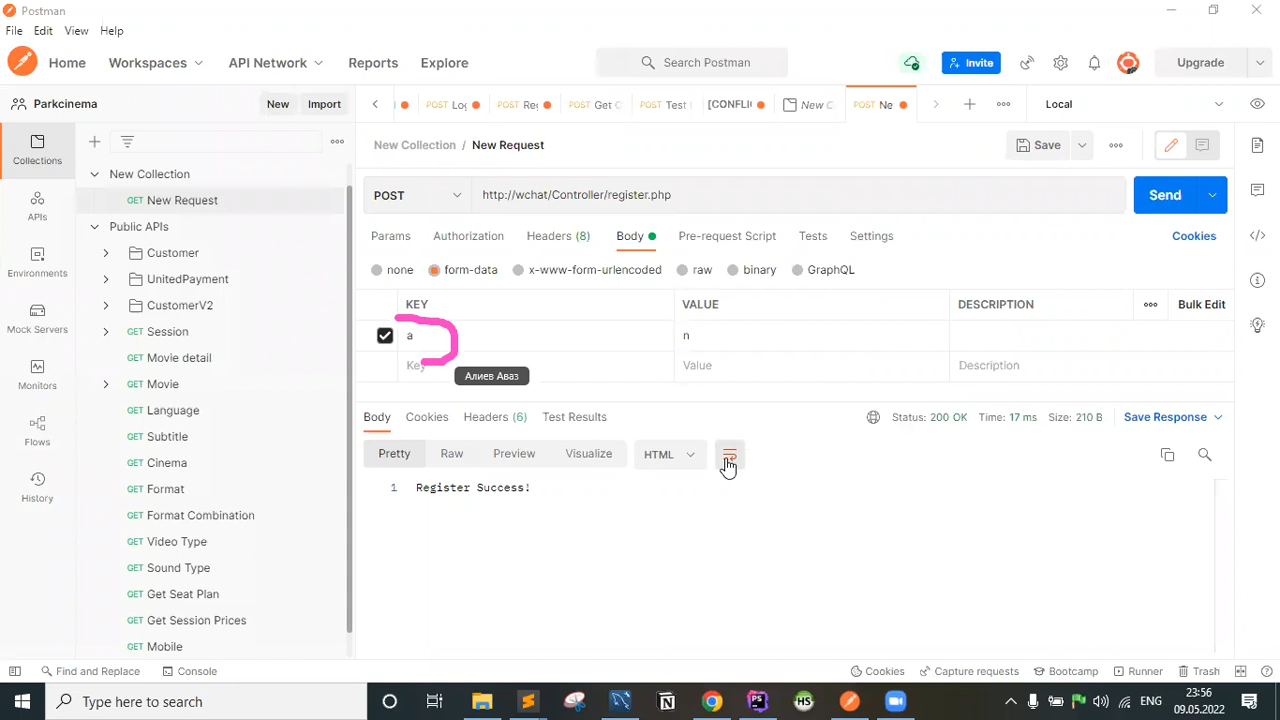 Postman
File Edit View Help
Home Workspaces API Network Reports Explore Search Postman Invite Upgrade
Parkcinema New Import POST Log POST Reg POST Get C POST Test [CONFLIC New C POST Ne Local
Collections
APIs
Environments
Mock Servers
Monitors
Flows
History
New Collection
GET New Request
Public APIs
Customer
UnitedPayment
CustomerV2
GET Session
GET Movie detail
GET Movie
GET Language
GET Subtitle
GET Cinema
GET Format
GET Format Combination
GET Video Type
GET Sound Type
GET Get Seat Plan
GET Get Session Prices
GET Mobile
New Collection / New Request Save
POST http://wchat/Controller/register.php Send
Params Authorization Headers (8) Body Pre-request Script Tests Settings Cookies
none form-data x-www-form-urlencoded raw binary GraphQL
KEY VALUE DESCRIPTION Bulk Edit
a n
Key Value Description
Алиев Аваз
Body Cookies Headers (6) Test Results Status: 200 OK Time: 17 ms Size: 210 B Save Response
Pretty Raw Preview Visualize HTML
1 Register Success!
Find and Replace Console Cookies Capture requests Bootcamp Runner Trash
Type here to search PS HS ENG 23:56
09.05.2022